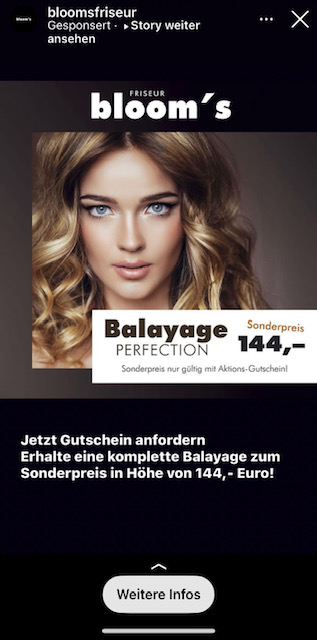 bloomsfriseur
Gesponsert · ▸Story weiter
ansehen
FRISEUR
bloom´s
Balayage
PERFECTION
Sonderpreis
144,–
Sonderpreis nur gültig mit Aktions-Gutschein!
Jetzt Gutschein anfordern
Erhalte eine komplette Balayage zum
Sonderpreis in Höhe von 144,- Euro!
Weitere Infos